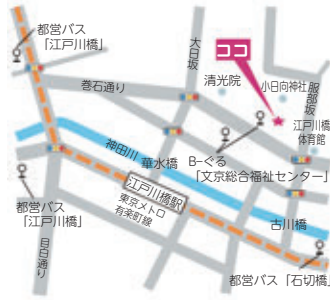 都営バス
「江戸川橋」
大日坂
ココ
服部坂
清光院
小日向神社
巻石通り
江戸川橋
体育館
神田川
華水橋
B-ぐる
「文京総合福祉センター」
江戸川橋駅
東京メトロ
有楽町線
古川橋
都営バス
「江戸川橋」
目白通り
都営バス「石切橋」